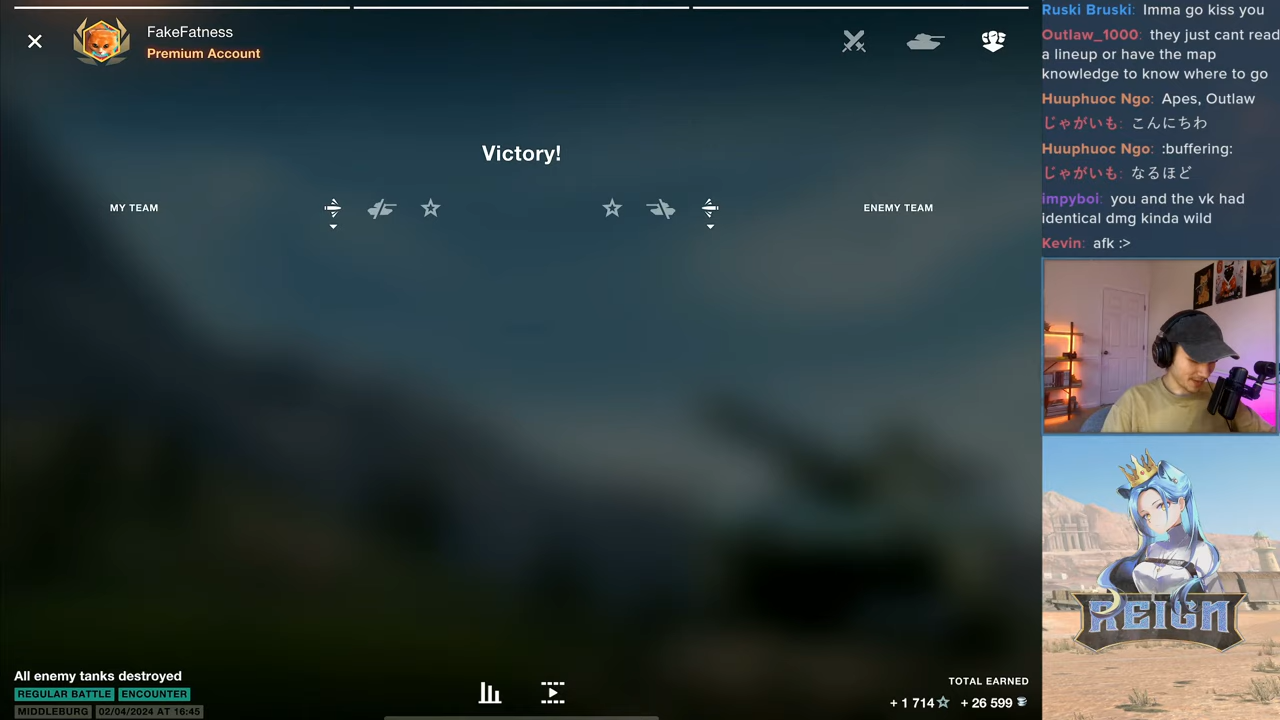 FakeFatness
Premium Account
Victory!
MY TEAM
ENEMY TEAM
All enemy tanks destroyed
REGULAR BATTLE ENCOUNTER
MIDDLEBURG 02/04/2024 AT 16:45
TOTAL EARNED
+ 1 714 + 26 599
Ruski Bruski: Imma go kiss you
Outlaw_1000: they just cant read
a lineup or have the map
knowledge to know where to go
Huuphuoc Ngo: Apes, Outlaw
じゃがいも: こんにちわ
Huuphuoc Ngo: :buffering:
じゃがいも: なるほど
impyboi: you and the vk had
identical dmg kinda wild
Kevin: afk :>
REIGN